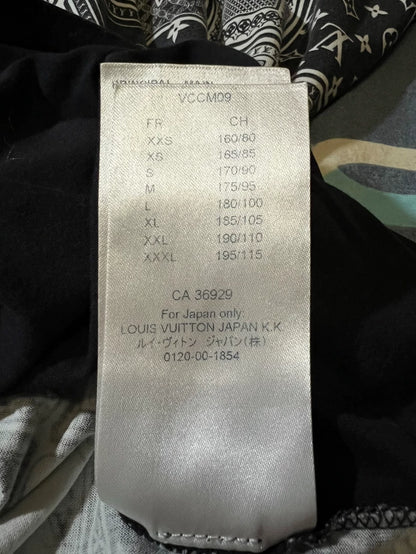 PRINCIPAL MAIN
VCCM09
FR CH
XXS 160/80
XS 165/85
S 170/90
M 175/95
L 180/100
XL 185/105
XXL 190/110
XXXL 195/115
CA 36929
For Japan only:
LOUIS VUITTON JAPAN K.K.
ルイ・ヴィトン ジャパン(株)
0120-00-1854